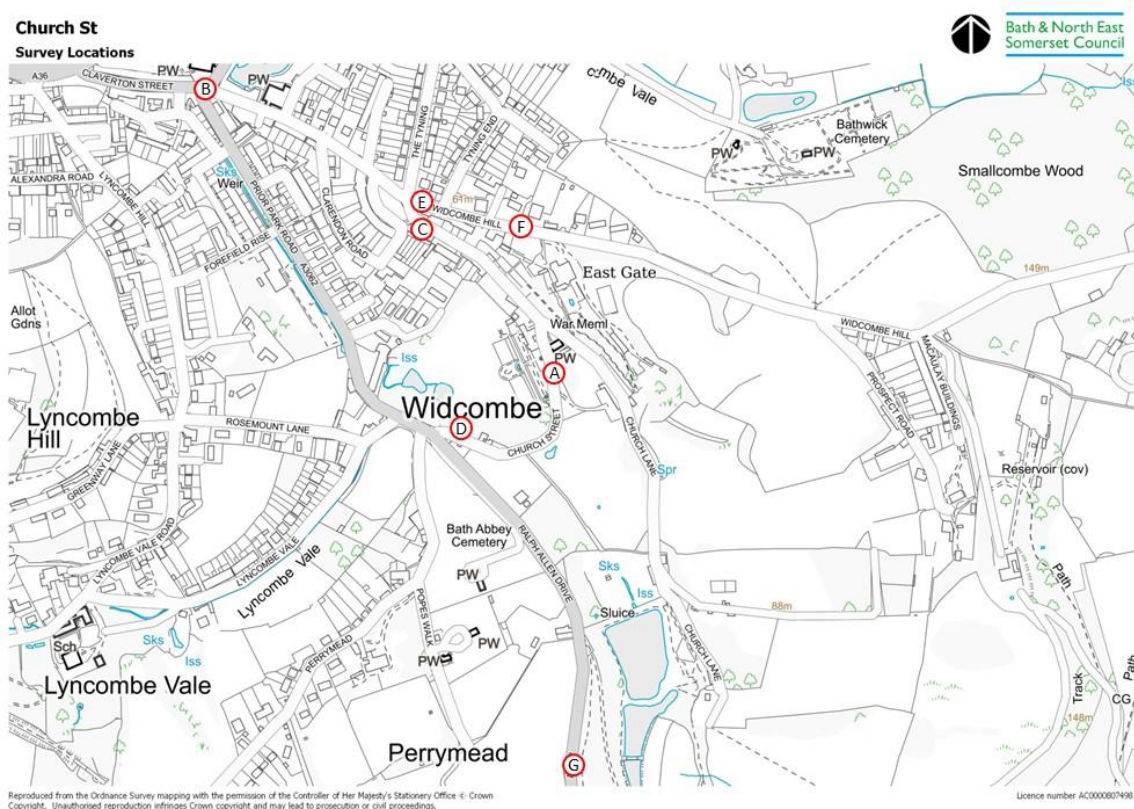 Church St
Survey Locations
Bath & North East
Somerset Council
A36
CLAVERTON STREET
PW
PW
B
Combe Vale
Iss
Bathwick
Cemetery
PW
PW
Smallcombe Wood
ALEXANDRA ROAD
LYNCOMBE HILL
Sks
Weir
PRIOR PARK ROAD
A3062
CLARENDON ROAD
THE TYNING
TYNING END
E
61m
WIDCOMBE HILL
C
F
FOREFIELD RISE
East Gate
149m
Allot
Gdns
War Meml
WIDCOMBE HILL
PW
A
Iss
MACAULAY BUILDINGS
PROSPECT ROAD
Widcombe
D
Lyncombe
Hill
ROSEMOUNT LANE
CHURCH STREET
CHURCH LANE
GREENWAY LANE
Spr
Reservoir (cov)
LYNCOMBE VALE ROAD
LYNCOMBE VALE
Lyncombe Vale
Bath Abbey
Cemetery
RALPH ALLEN DRIVE
PW
Sks
Iss
Sluice
88m
Path
POPES WALK
PERRYMEAD
PW
PW
CHURCH LANE
Sch
Sks
Iss
Lyncombe Vale
Track
Path
CG
148m
Perrymead
G
Reproduced from the Ordnance Survey mapping with the permission of the Controller of Her Majesty's Stationery Office © Crown
Copyright. Unauthorised reproduction infringes Crown copyright and may lead to prosecution or civil proceedings.
Licence number AC0000807498